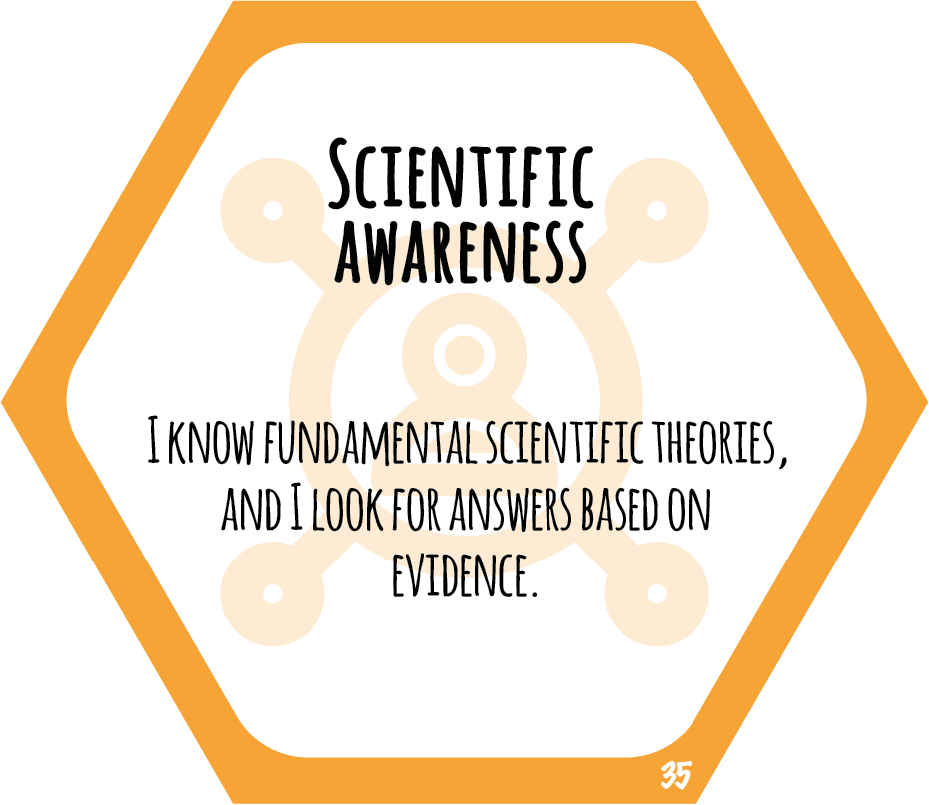 Scientific
awareness
I know fundamental scientific theories,
and I look for answers based on
evidence.
35